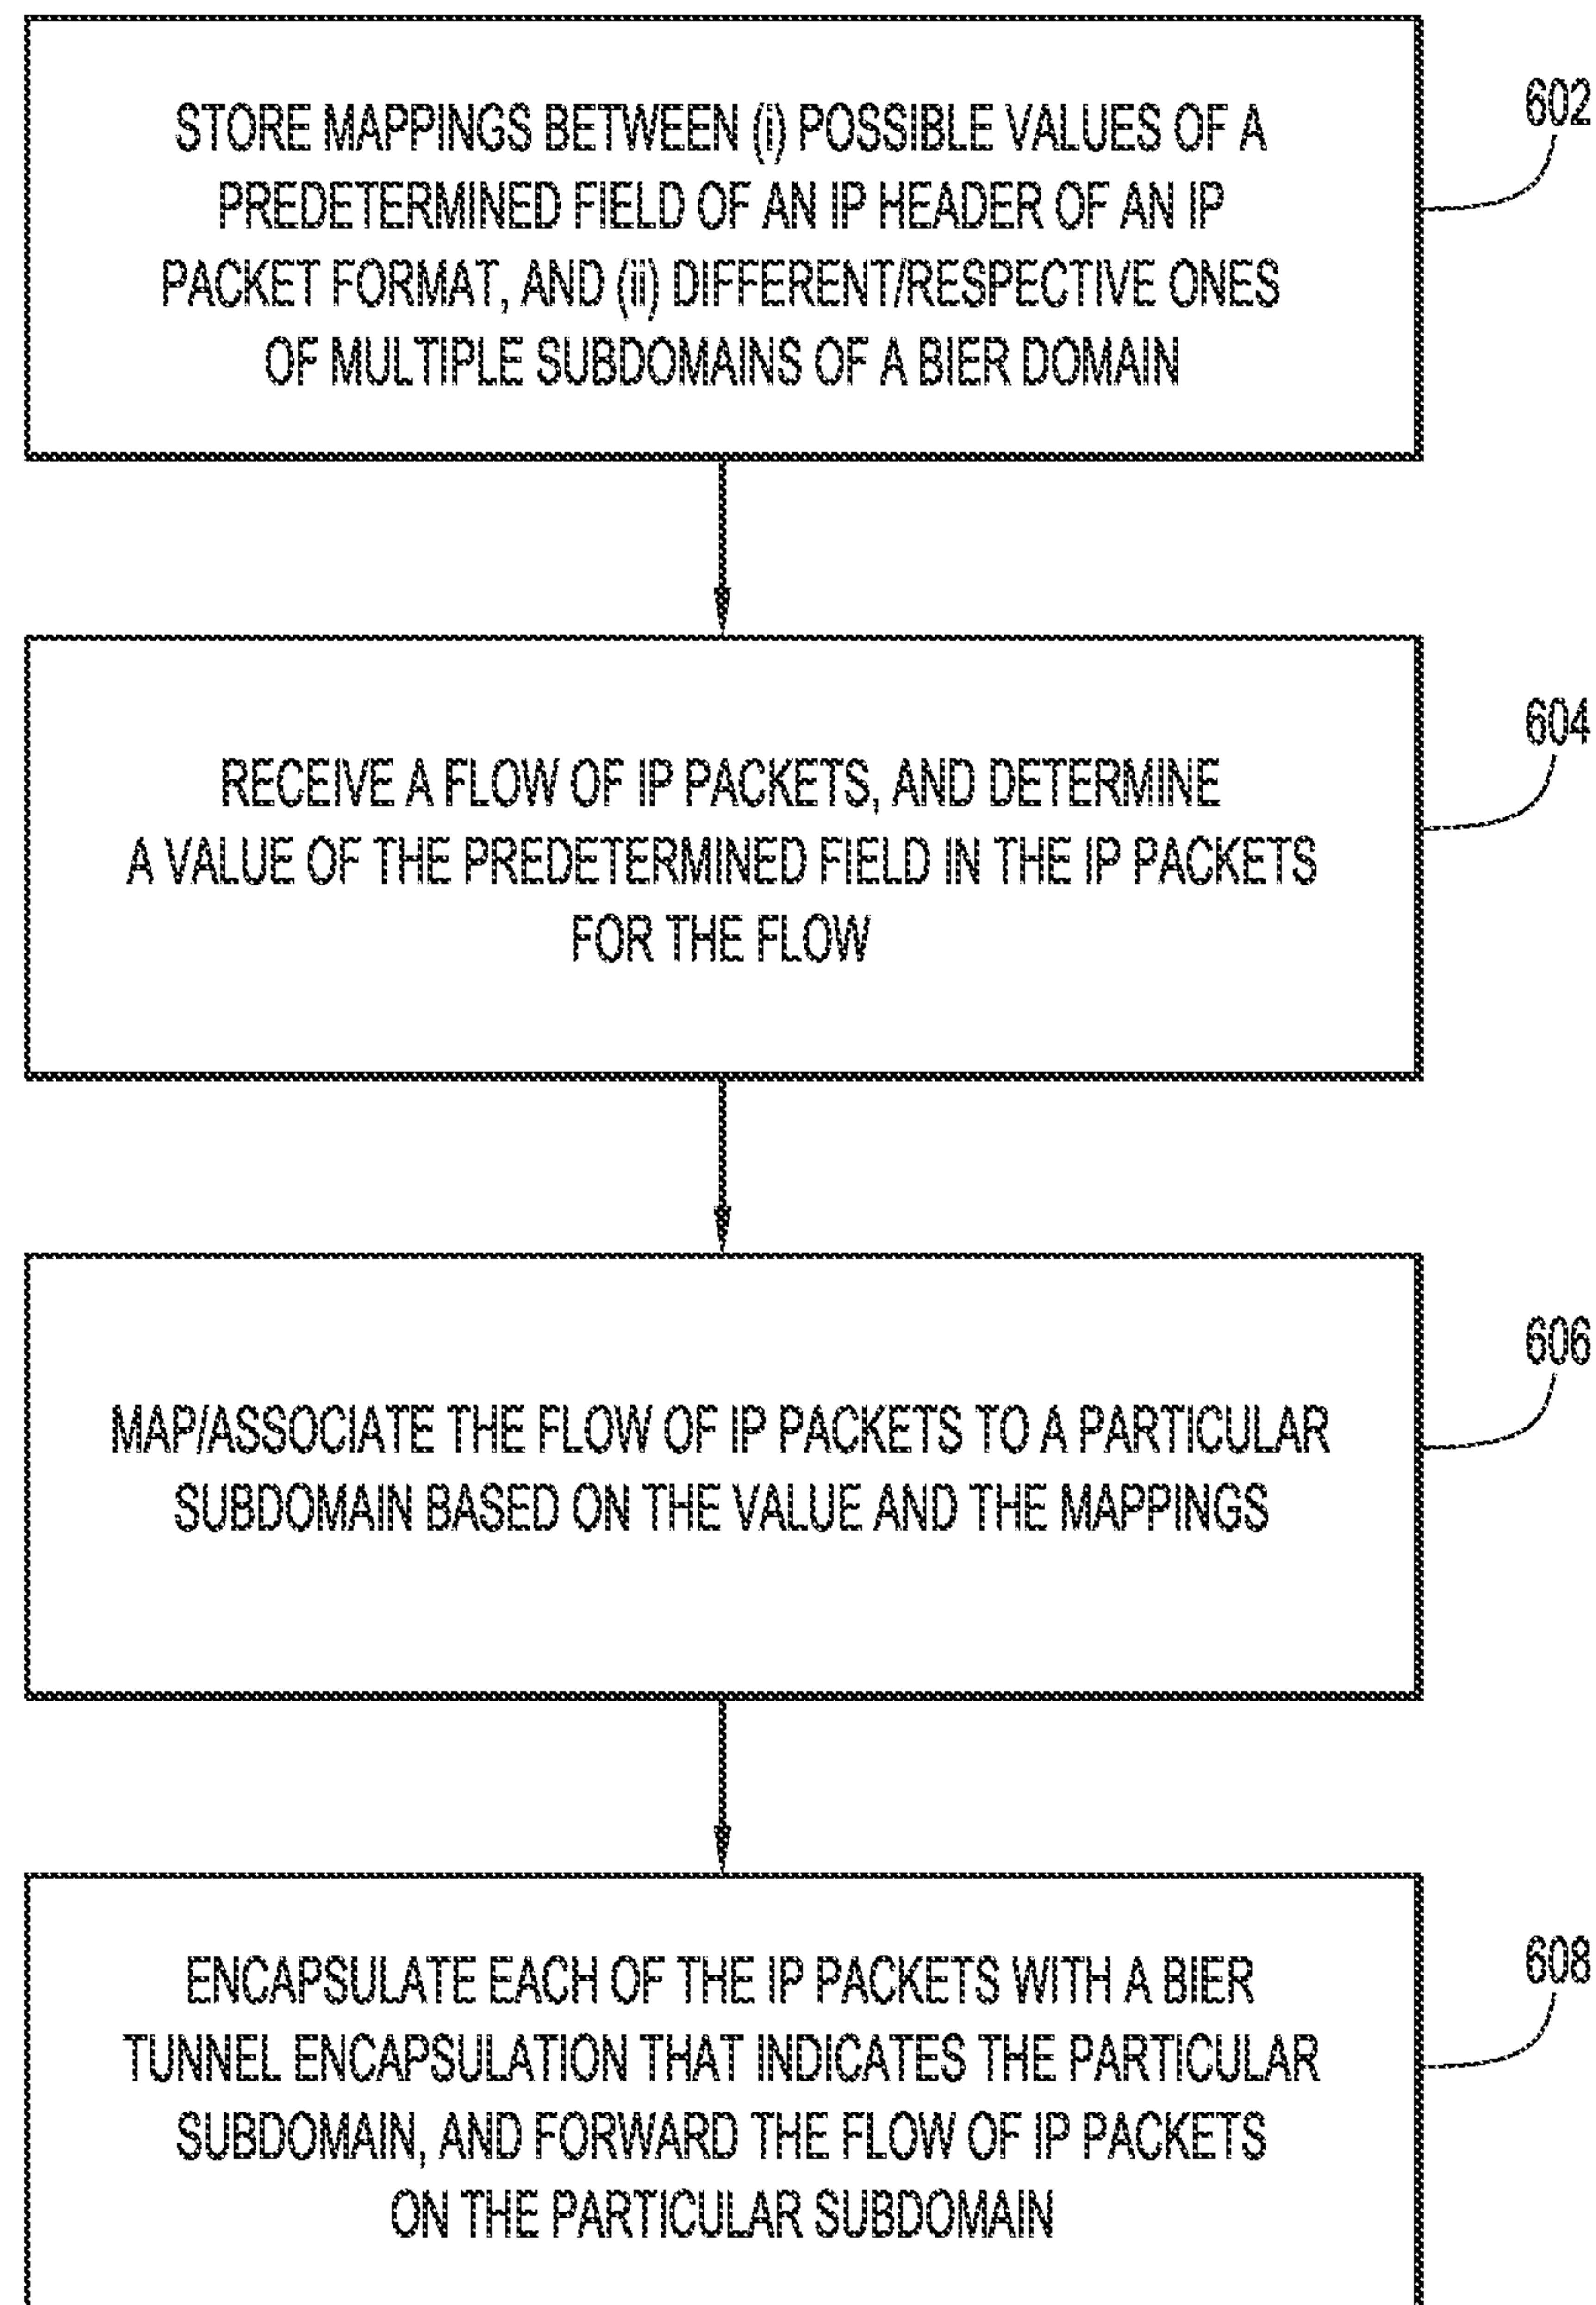 STORE MAPPINGS BETWEEN (i) POSSIBLE VALUES OF A
PREDETERMINED FIELD OF AN IP HEADER OF AN IP
PACKET FORMAT, AND (ii) DIFFERENT/RESPECTIVE ONES
OF MULTIPLE SUBDOMAINS OF A BIER DOMAIN
602
RECEIVE A FLOW OF IP PACKETS, AND DETERMINE
A VALUE OF THE PREDETERMINED FIELD IN THE IP PACKETS
FOR THE FLOW
604
MAP/ASSOCIATE THE FLOW OF IP PACKETS TO A PARTICULAR
SUBDOMAIN BASED ON THE VALUE AND THE MAPPINGS
606
ENCAPSULATE EACH OF THE IP PACKETS WITH A BIER
TUNNEL ENCAPSULATION THAT INDICATES THE PARTICULAR
SUBDOMAIN, AND FORWARD THE FLOW OF IP PACKETS
ON THE PARTICULAR SUBDOMAIN
608